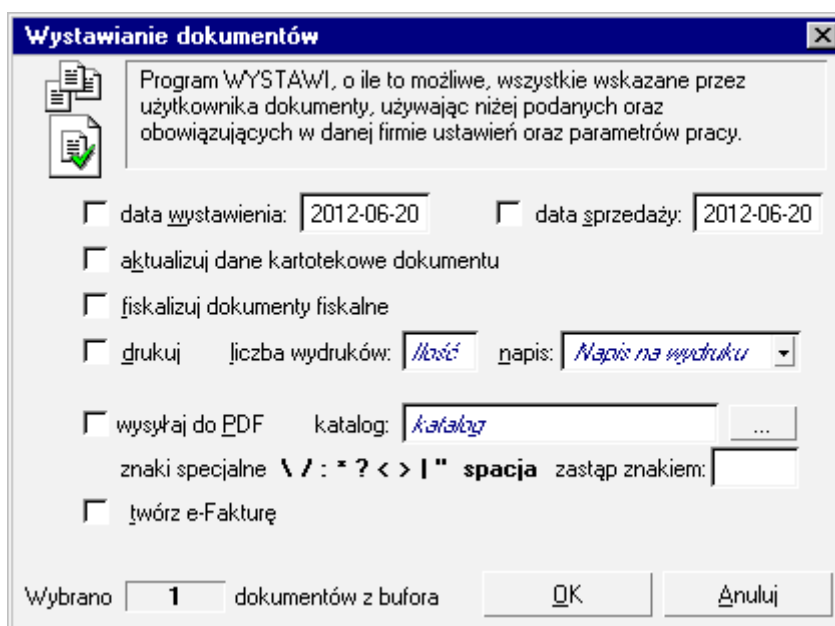 Wystawianie dokumentów
Program WYSTAWI, o ile to możliwe, wszystkie wskazane przez
użytkownika dokumenty, używając niżej podanych oraz
obowiązujących w danej firmie ustawień oraz parametrów pracy.
data wystawienia: 2012-06-20 data sprzedaży: 2012-06-20
aktualizuj dane kartotekowe dokumentu
fiskalizuj dokumenty fiskalne
drukuj liczba wydruków: Ilość napis: Napis na wydruku
wysyłaj do PDF katalog: katalog ...
znaki specjalne \ / : * ? < > | " spacja zastąp znakiem:
twórz e-Fakturę
Wybrano 1 dokumentów z bufora OK Anuluj